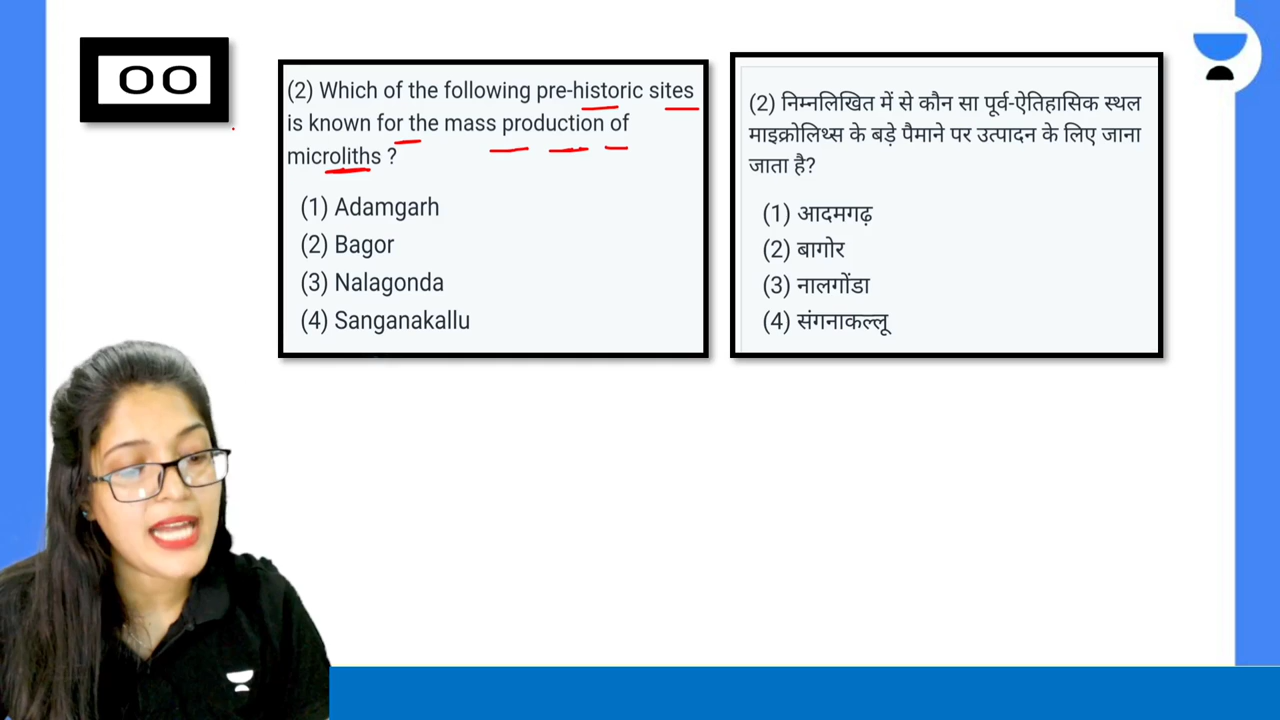 00
(2) Which of the following pre-historic sites
is known for the mass production of
microliths ?
(1) Adamgarh
(2) Bagor
(3) Nalagonda
(4) Sanganakallu
(2) निम्नलिखित में से कौन सा पूर्व-ऐतिहासिक स्थल
माइक्रोलिथ्स के बड़े पैमाने पर उत्पादन के लिए जाना
जाता है?
(1) आदमगढ़
(2) बागोर
(3) नालगोंडा
(4) संगनाकल्लू